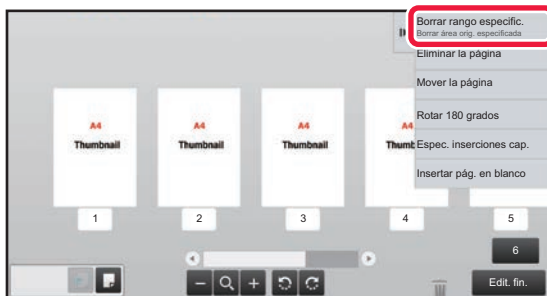 Borrar rango especific.
Borrar área orig. especificada
Eliminar la página
Mover la página
Rotar 180 grados
Espec. inserciones cap.
Insertar pág. en blanco
A4
Thumbnail
A4
Thumbnail
A4
Thumbnail
A4
Thumb
1
2
3
4
5
6
Edit. fin.